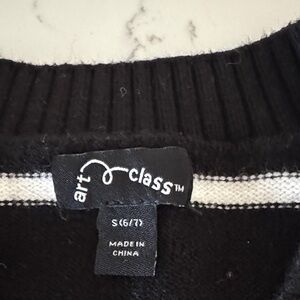 art class™
S(6/7)
MADE IN
CHINA